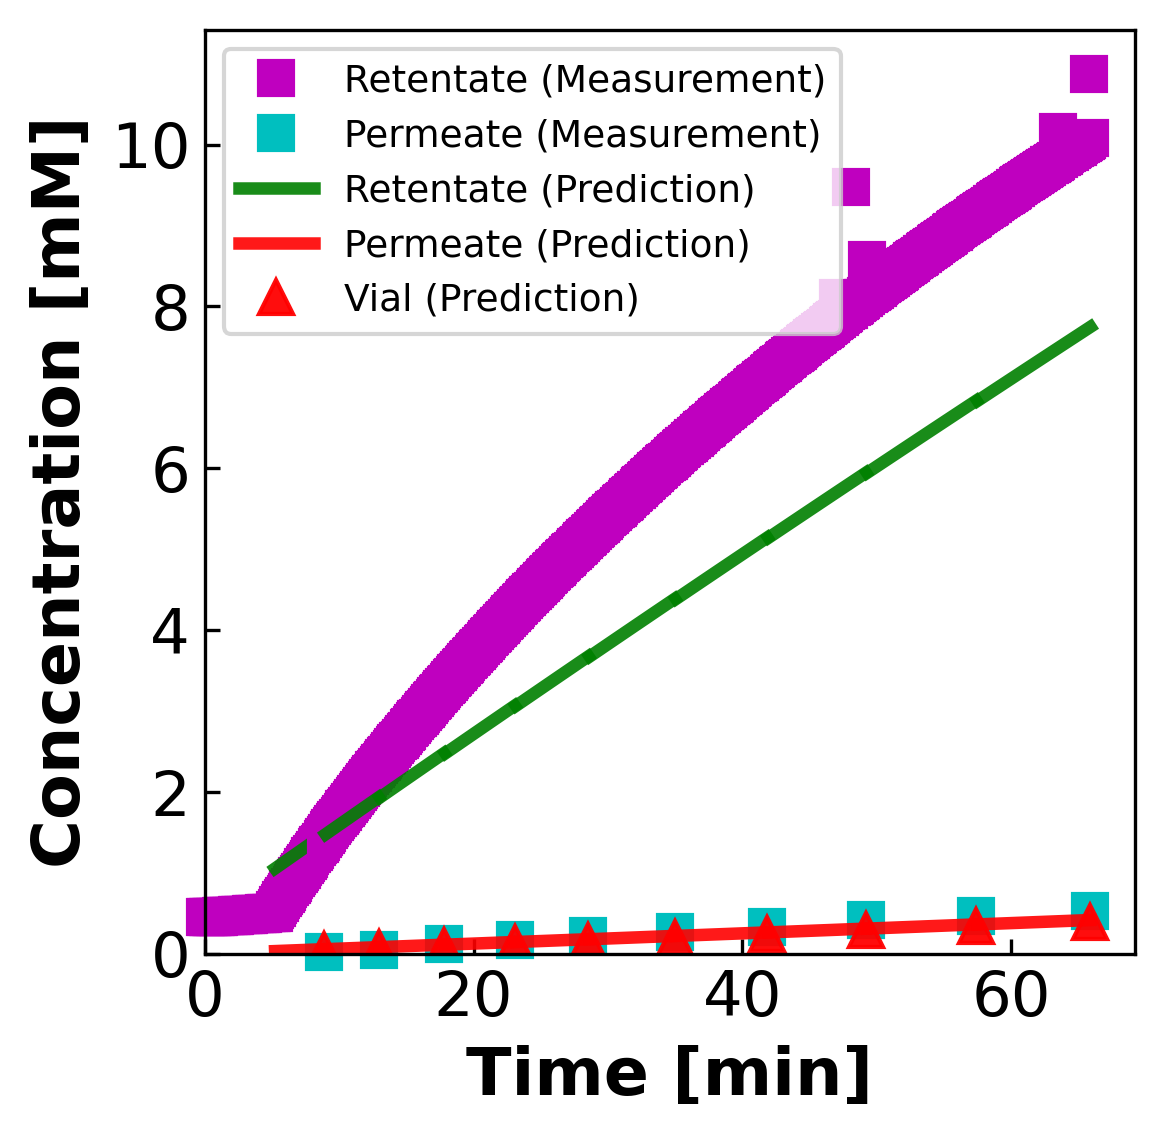 Retentate (Measurement)
Permeate (Measurement)
Retentate (Prediction)
Permeate (Prediction)
Vial (Prediction)
Concentration [mM]
10
8
6
4
2
0
0 20 40 60
Time [min]